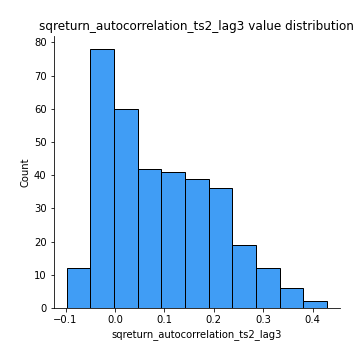 sqreturn_autocorrelation_ts2_lag3 value distribution
80
70
60
50
40
30
20
10
0
Count
−0.1 0.0 0.1 0.2 0.3 0.4
sqreturn_autocorrelation_ts2_lag3